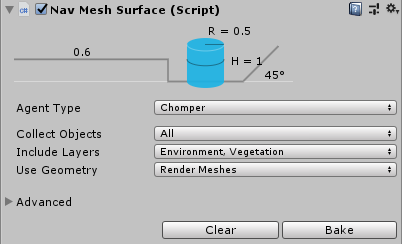 Nav Mesh Surface (Script)
R = 0.5
0.6
H = 1
45°
Agent Type Chomper
Collect Objects All
Include Layers Environment, Vegetation
Use Geometry Render Meshes
Advanced
Clear Bake